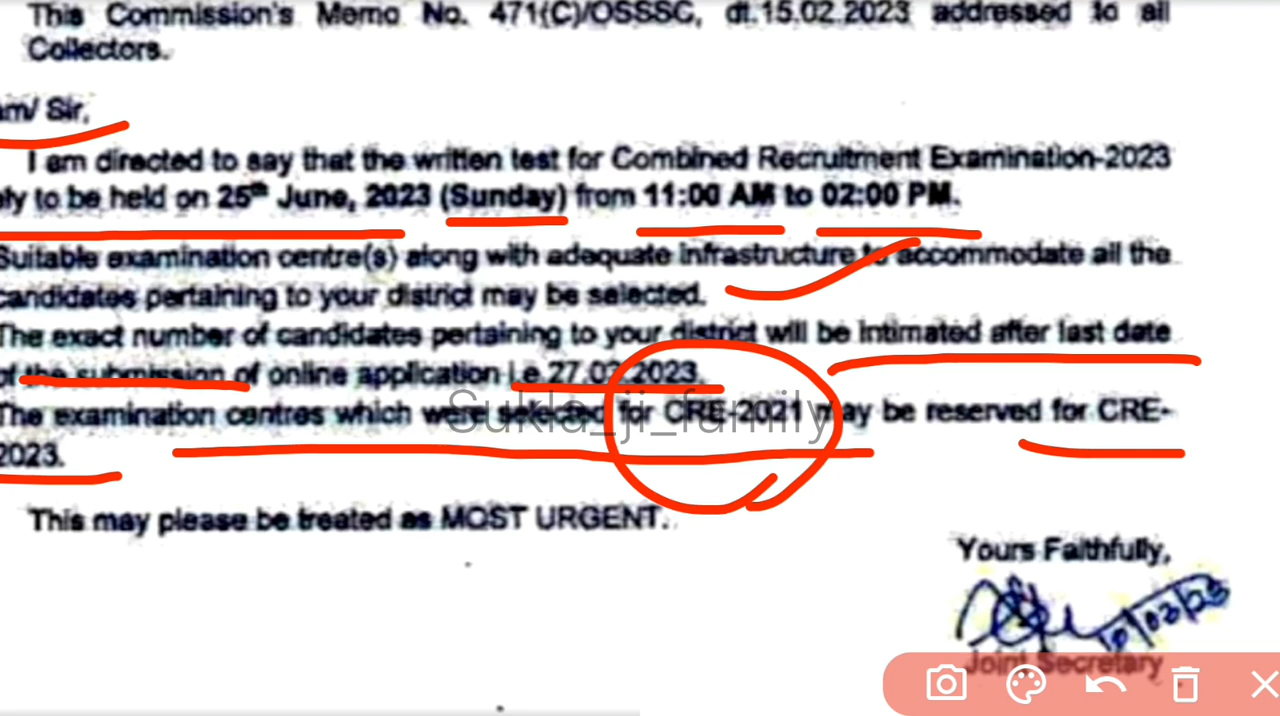 This Commission's Memo No. 471(C)/OSSSC, dt.15.02.2023 addressed to all
Collectors.
am/ Sir,
I am directed to say that the written test for Combined Recruitment Examination-2023
ely to be held on 25th June, 2023 (Sunday) from 11:00 AM to 02:00 PM.
Suitable examination centre(s) along with adequate infrastructure to accommodate all the
candidates pertaining to your district may be selected.
The exact number of candidates pertaining to your district will be intimated after last date
of the submission of online application i.e 27.03.2023.
The examination centres which were selected for CRE-2021 may be reserved for CRE-
2023.
Sukla_ji_family
This may please be treated as MOST URGENT.
Yours Faithfully,
10/03/23
Joint Secretary